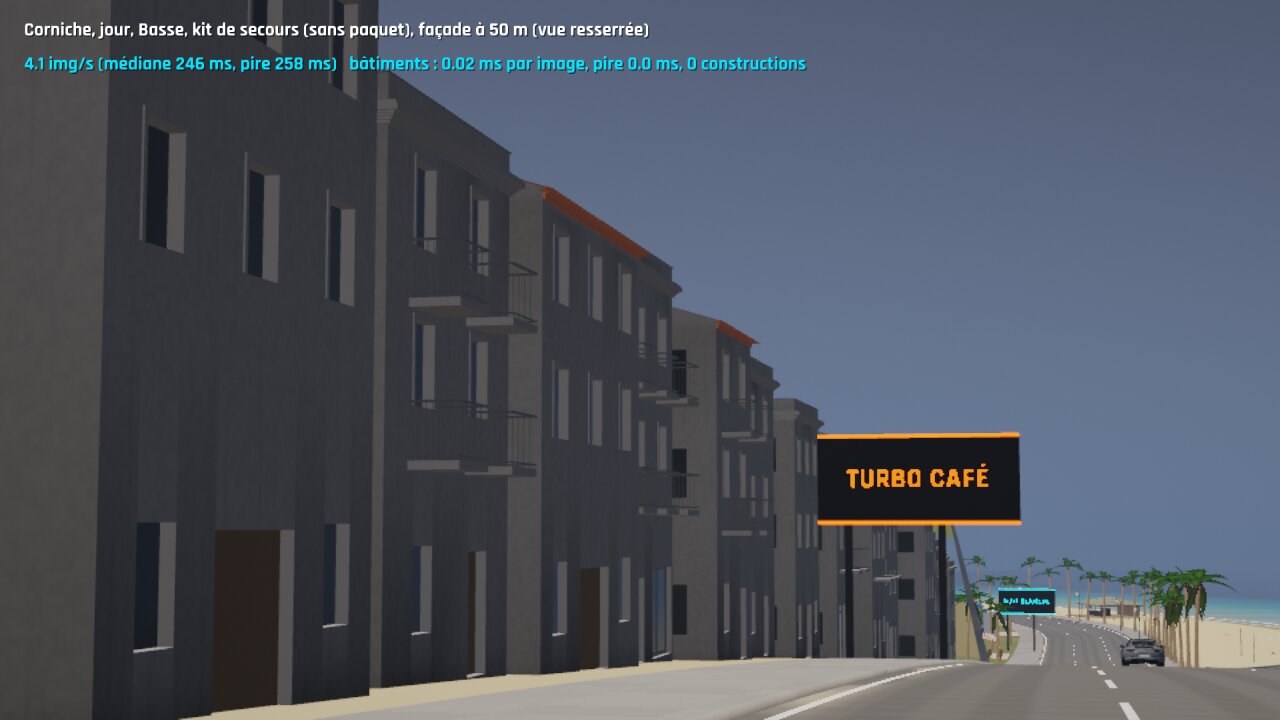 Corniche, jour, Basse, kit de secours (sans paquet), façade à 50 m (vue resserrée)
4.1 img/s (médiane 246 ms, pire 258 ms) bâtiments : 0.02 ms par image, pire 0.0 ms, 0 constructions
TURBO CAFÉ